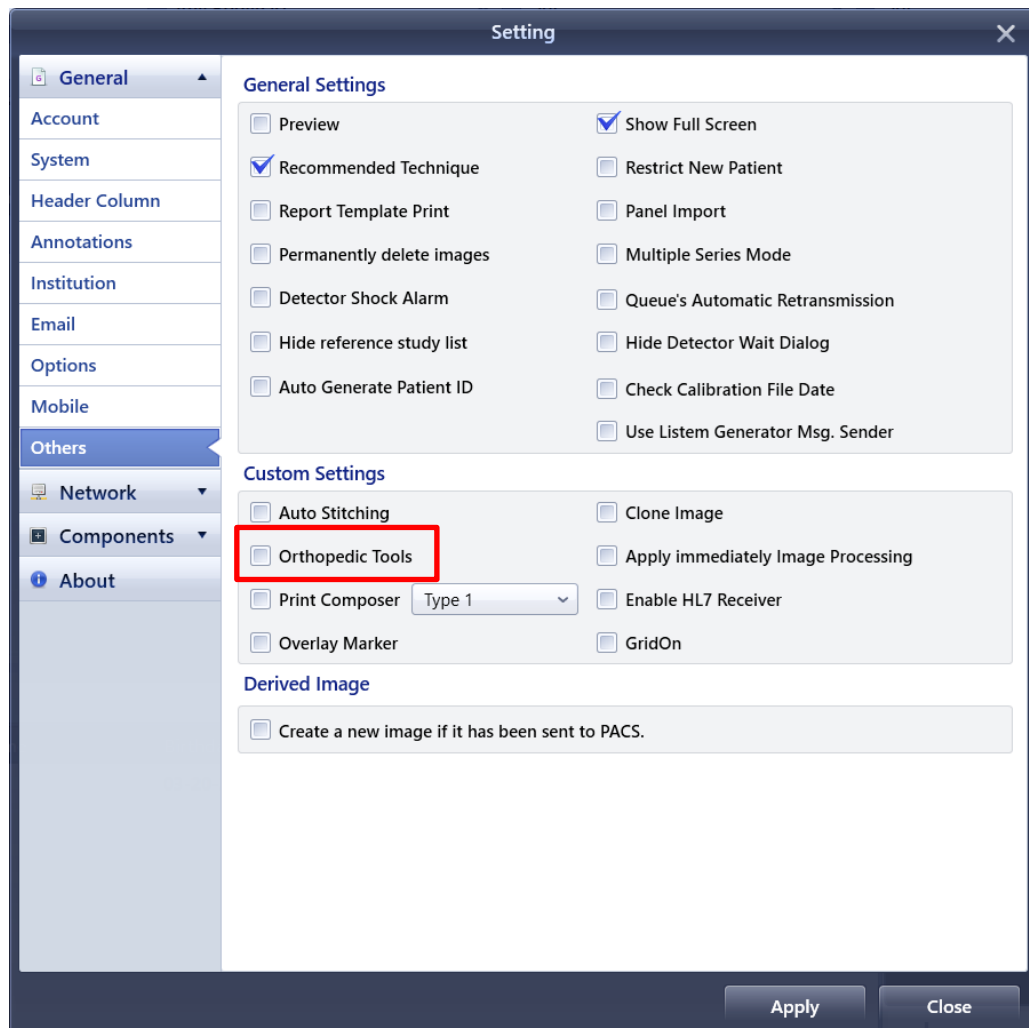 Setting
General
Account
System
Header Column
Annotations
Institution
Email
Options
Mobile
Others
Network
Components
About
General Settings
Preview
Show Full Screen
Recommended Technique
Restrict New Patient
Report Template Print
Panel Import
Permanently delete images
Multiple Series Mode
Detector Shock Alarm
Queue's Automatic Retransmission
Hide reference study list
Hide Detector Wait Dialog
Auto Generate Patient ID
Check Calibration File Date
Use Listem Generator Msg. Sender
Custom Settings
Auto Stitching
Clone Image
Orthopedic Tools
Apply immediately Image Processing
Print Composer Type 1
Enable HL7 Receiver
Overlay Marker
GridOn
Derived Image
Create a new image if it has been sent to PACS.
Apply Close